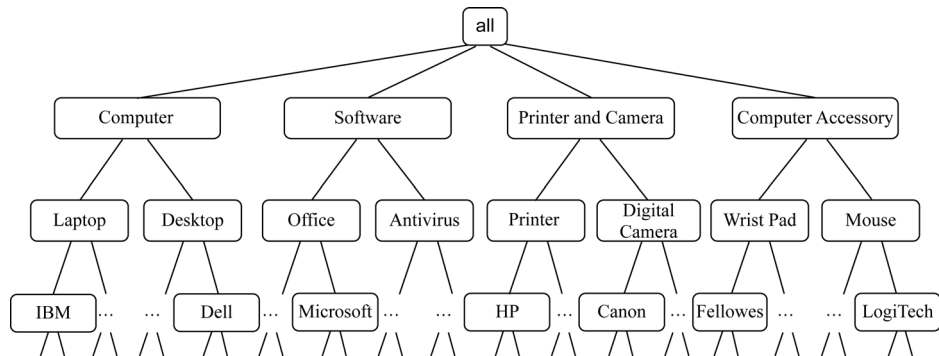 all
Computer
Software
Printer and Camera
Computer Accessory
Laptop
Desktop
Office
Antivirus
Printer
Digital
Camera
Wrist Pad
Mouse
IBM
...
...
Dell
...
Microsoft
...
...
HP
...
Canon
...
Fellowes
...
...
LogiTech